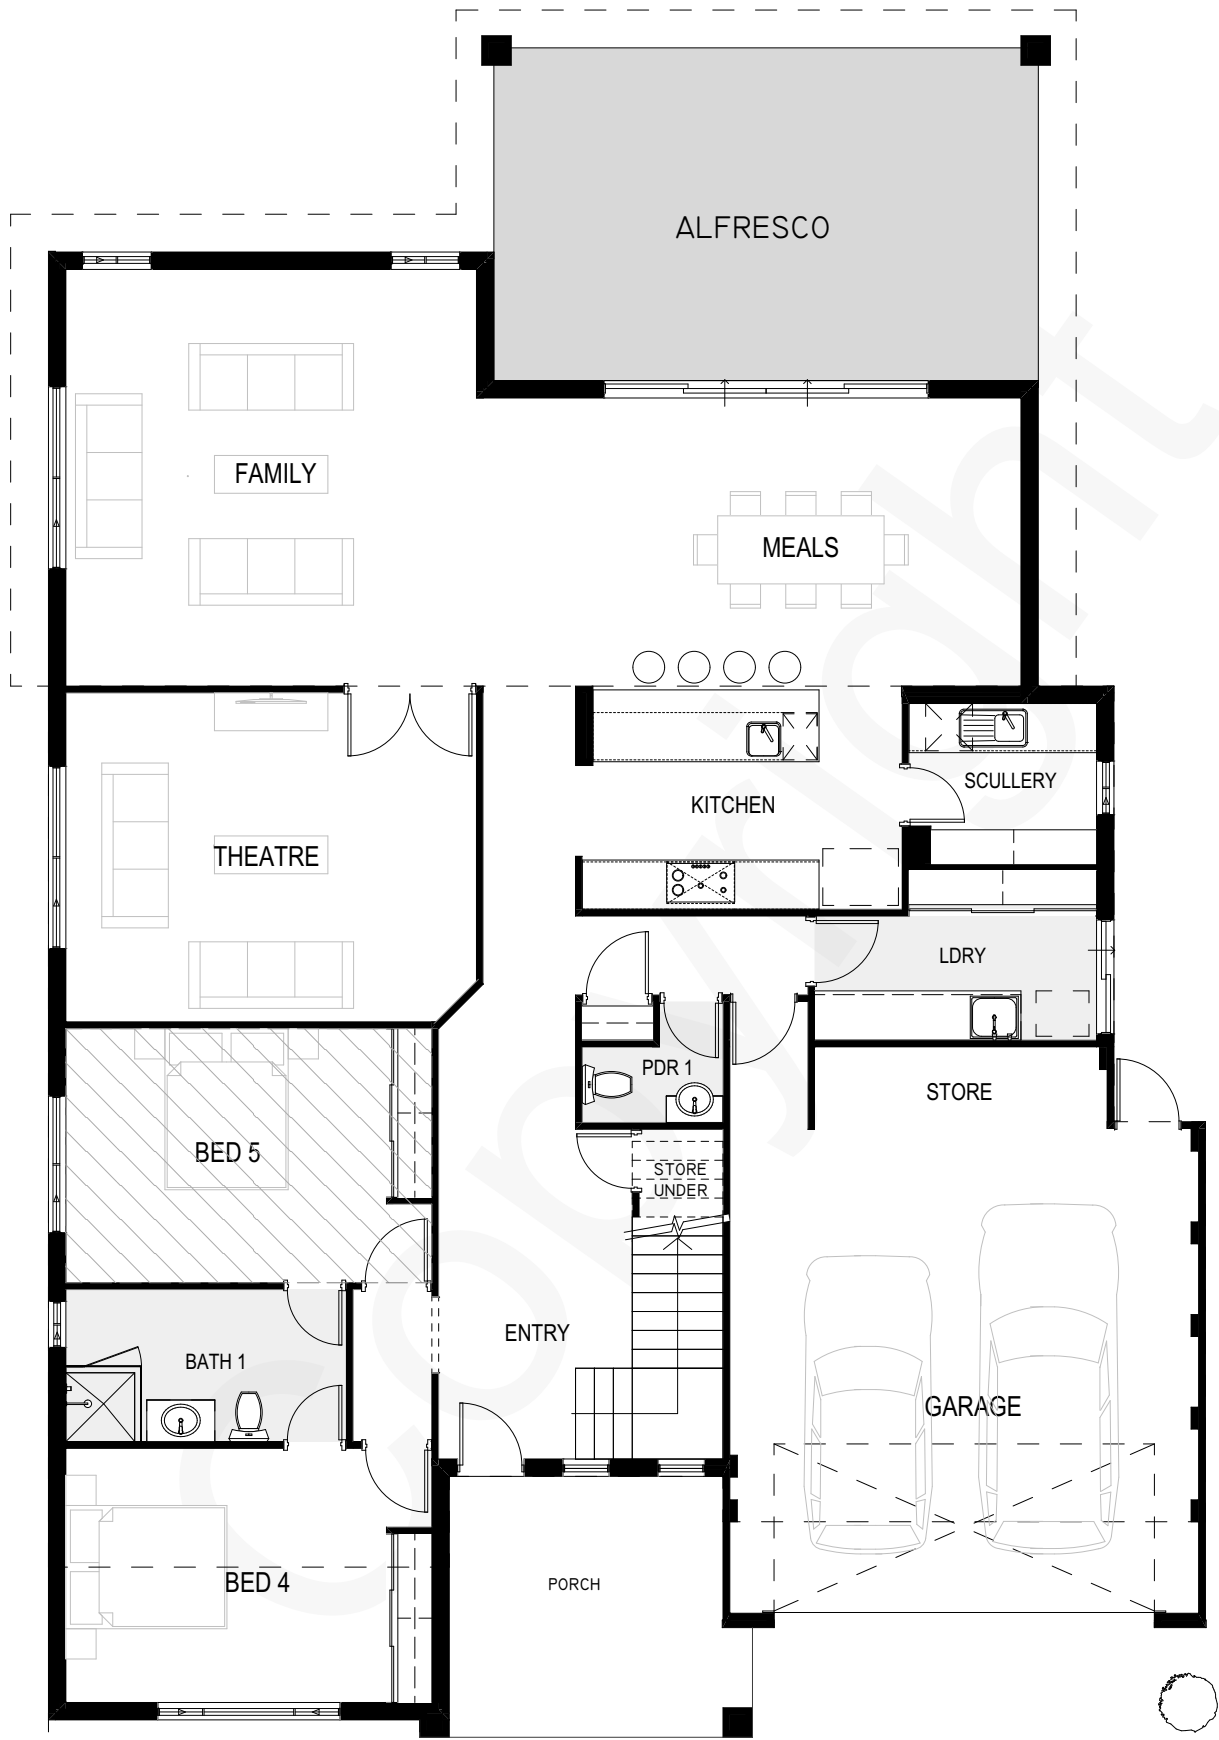 ALFRESCO
FAMILY
MEALS
SCULLERY
KITCHEN
THEATRE
LDRY
PDR 1
STORE
BED 5
STORE
UNDER
ENTRY
BATH 1
GARAGE
BED 4
PORCH
Copyright